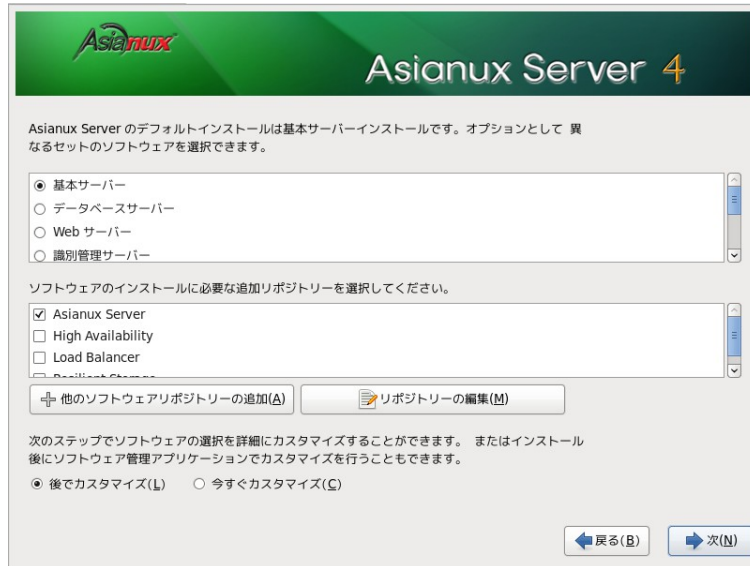 Asianux
Asianux Server 4
Asianux Server のデフォルトインストールは基本サーバーインストールです。オプションとして 異
なるセットのソフトウェアを選択できます。
基本サーバー
データベースサーバー
Web サーバー
識別管理サーバー
ソフトウェアのインストールに必要な追加リポジトリーを選択してください。
Asianux Server
High Availability
Load Balancer
Resilient Storage
他のソフトウェアリポジトリーの追加(A)
リポジトリーの編集(M)
次のステップでソフトウェアの選択を詳細にカスタマイズすることができます。 またはインストール
後にソフトウェア管理アプリケーションでカスタマイズを行うこともできます。
後でカスタマイズ(L)
今すぐカスタマイズ(C)
戻る(B)
次(N)